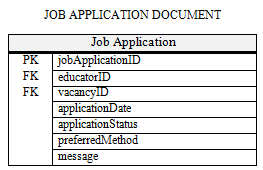 JOB APPLICATION DOCUMENT
Job Application
PK jobApplicationID
FK educatorID
FK vacancyID
applicationDate
applicationStatus
preferredMethod
message